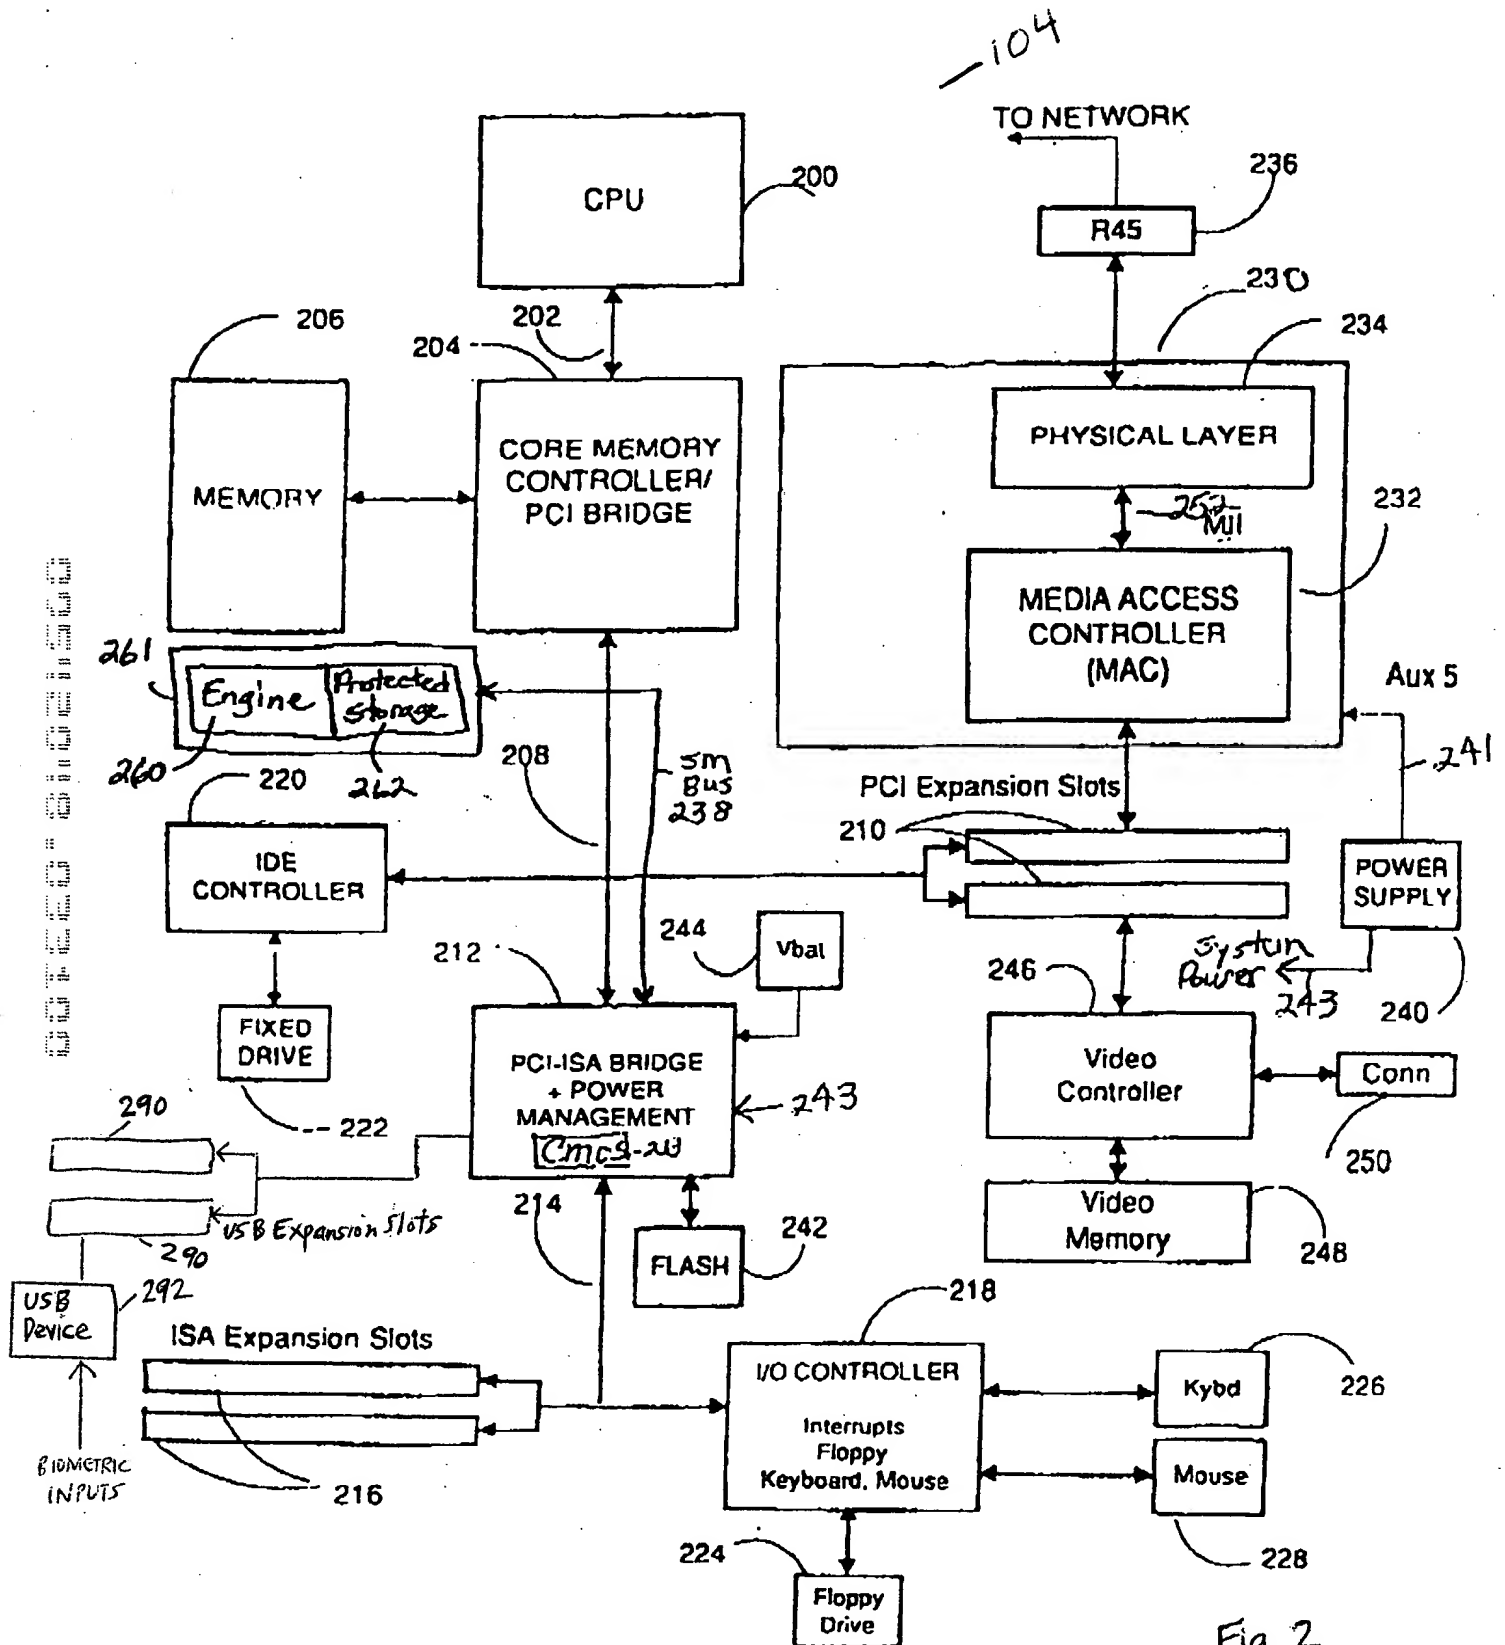 104
TO NETWORK
CPU
200
236
R45
230
202
206
204
234
PHYSICAL LAYER
CORE MEMORY
CONTROLLER/
PCI BRIDGE
MEMORY
252
MII
232
MEDIA ACCESS
CONTROLLER
(MAC)
261
Engine
Protected
Storage
Aux 5
260
220
262
208
SM
BUS
238
241
PCI Expansion Slots
210
IDE
CONTROLLER
POWER
SUPPLY
244
Vbat
212
246
System
Power
243
240
FIXED
DRIVE
PCI-ISA BRIDGE
+ POWER
MANAGEMENT
243
Video
Controller
Conn
290
222
250
214
Video
Memory
USB Expansion Slots
290
FLASH
242
248
USB
Device
292
218
ISA Expansion Slots
I/O CONTROLLER
Interrupts
Floppy
Keyboard, Mouse
Kybd
226
BIOMETRIC
INPUTS
216
Mouse
224
228
Floppy
Drive
Fig. 2